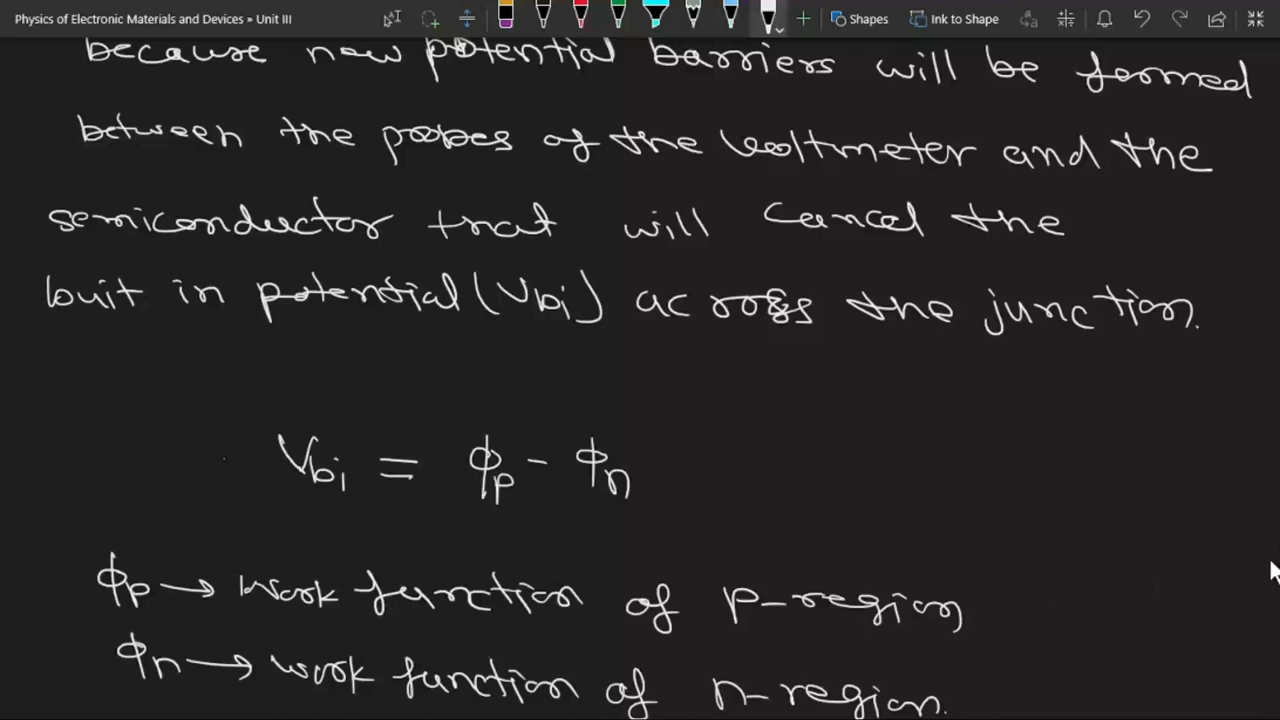 Physics of Electronic Materials and Devices » Unit III
Shapes
Ink to Shape
because new potential barriers will be formed
between the probes of the voltmeter and the
semiconductor that will cancel the
buit in potential (Vbi) across the junction.
Vbi = ϕp - ϕn
ϕp → work function of p-region
ϕn → work function of n-region.